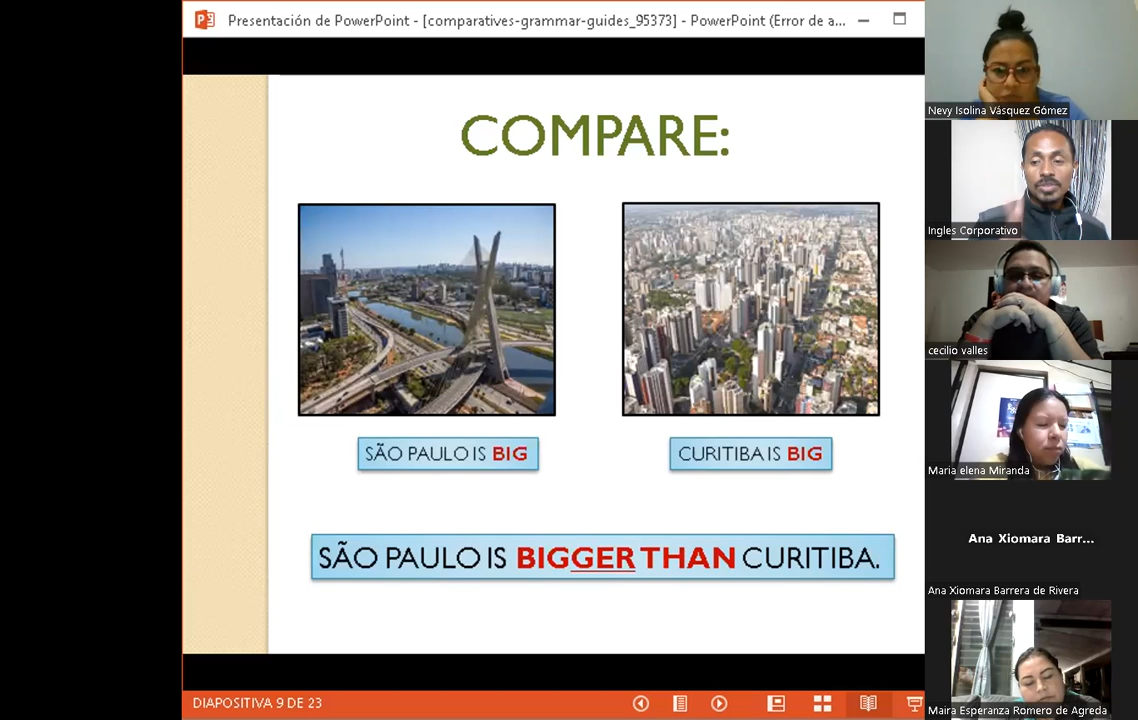 Presentación de PowerPoint - [comparatives-grammar-guides_95373] - PowerPoint (Error de a...
COMPARE:
SÃO PAULO IS BIG
CURITIBA IS BIG
SÃO PAULO IS BIGGER THAN CURITIBA.
DIAPOSITIVA 9 DE 23
Nevy Isolina Vásquez Gómez
Ingles Corporativo
cecilio valles
Maria elena Miranda
Ana Xiomara Barr...
Ana Xiomara Barrera de Rivera
Maira Esperanza Romero de Agreda